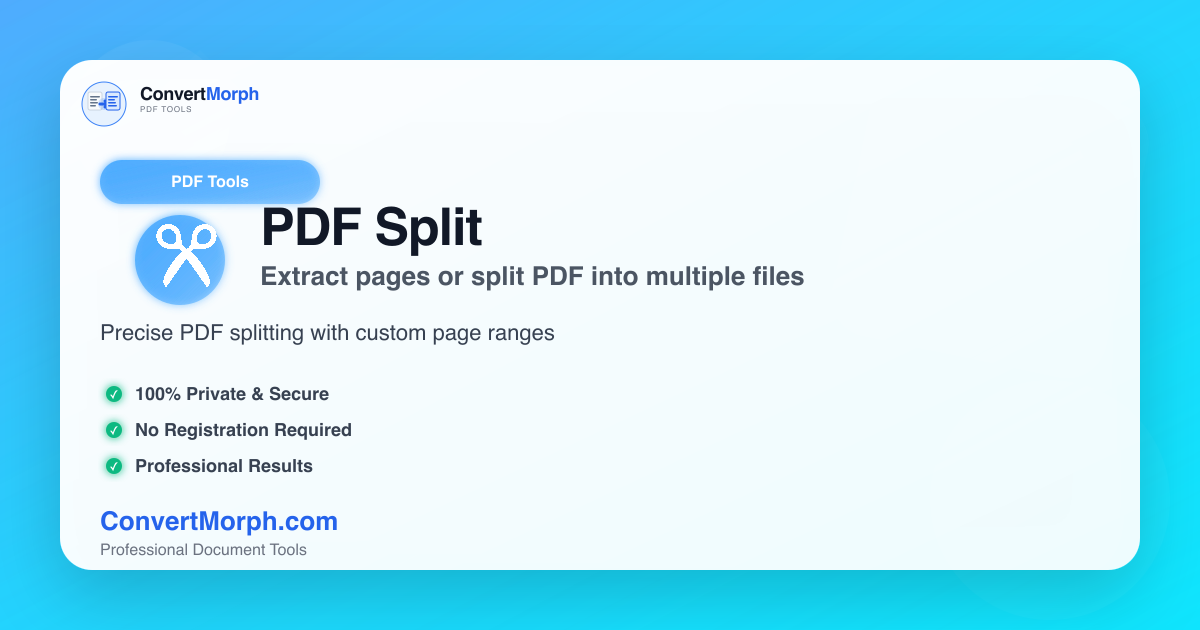 ConvertMorph
PDF TOOLS
PDF Tools
PDF Split
Extract pages or split PDF into multiple files
Precise PDF splitting with custom page ranges
100% Private & Secure
No Registration Required
Professional Results
ConvertMorph.com
Professional Document Tools